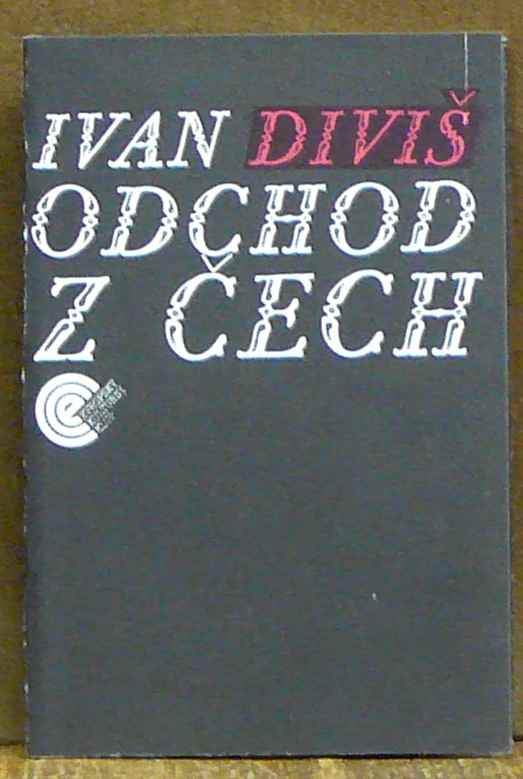 IVAN DIVIŠ
ODCHOD
Z ČECH